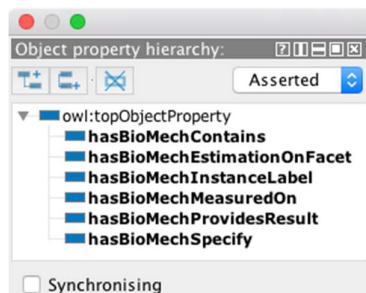 Object property hierarchy:
Asserted
owl:topObjectProperty
hasBioMechContains
hasBioMechEstimationOnFacet
hasBioMechInstanceLabel
hasBioMechMeasuredOn
hasBioMechProvidesResult
hasBioMechSpecify
Synchronising